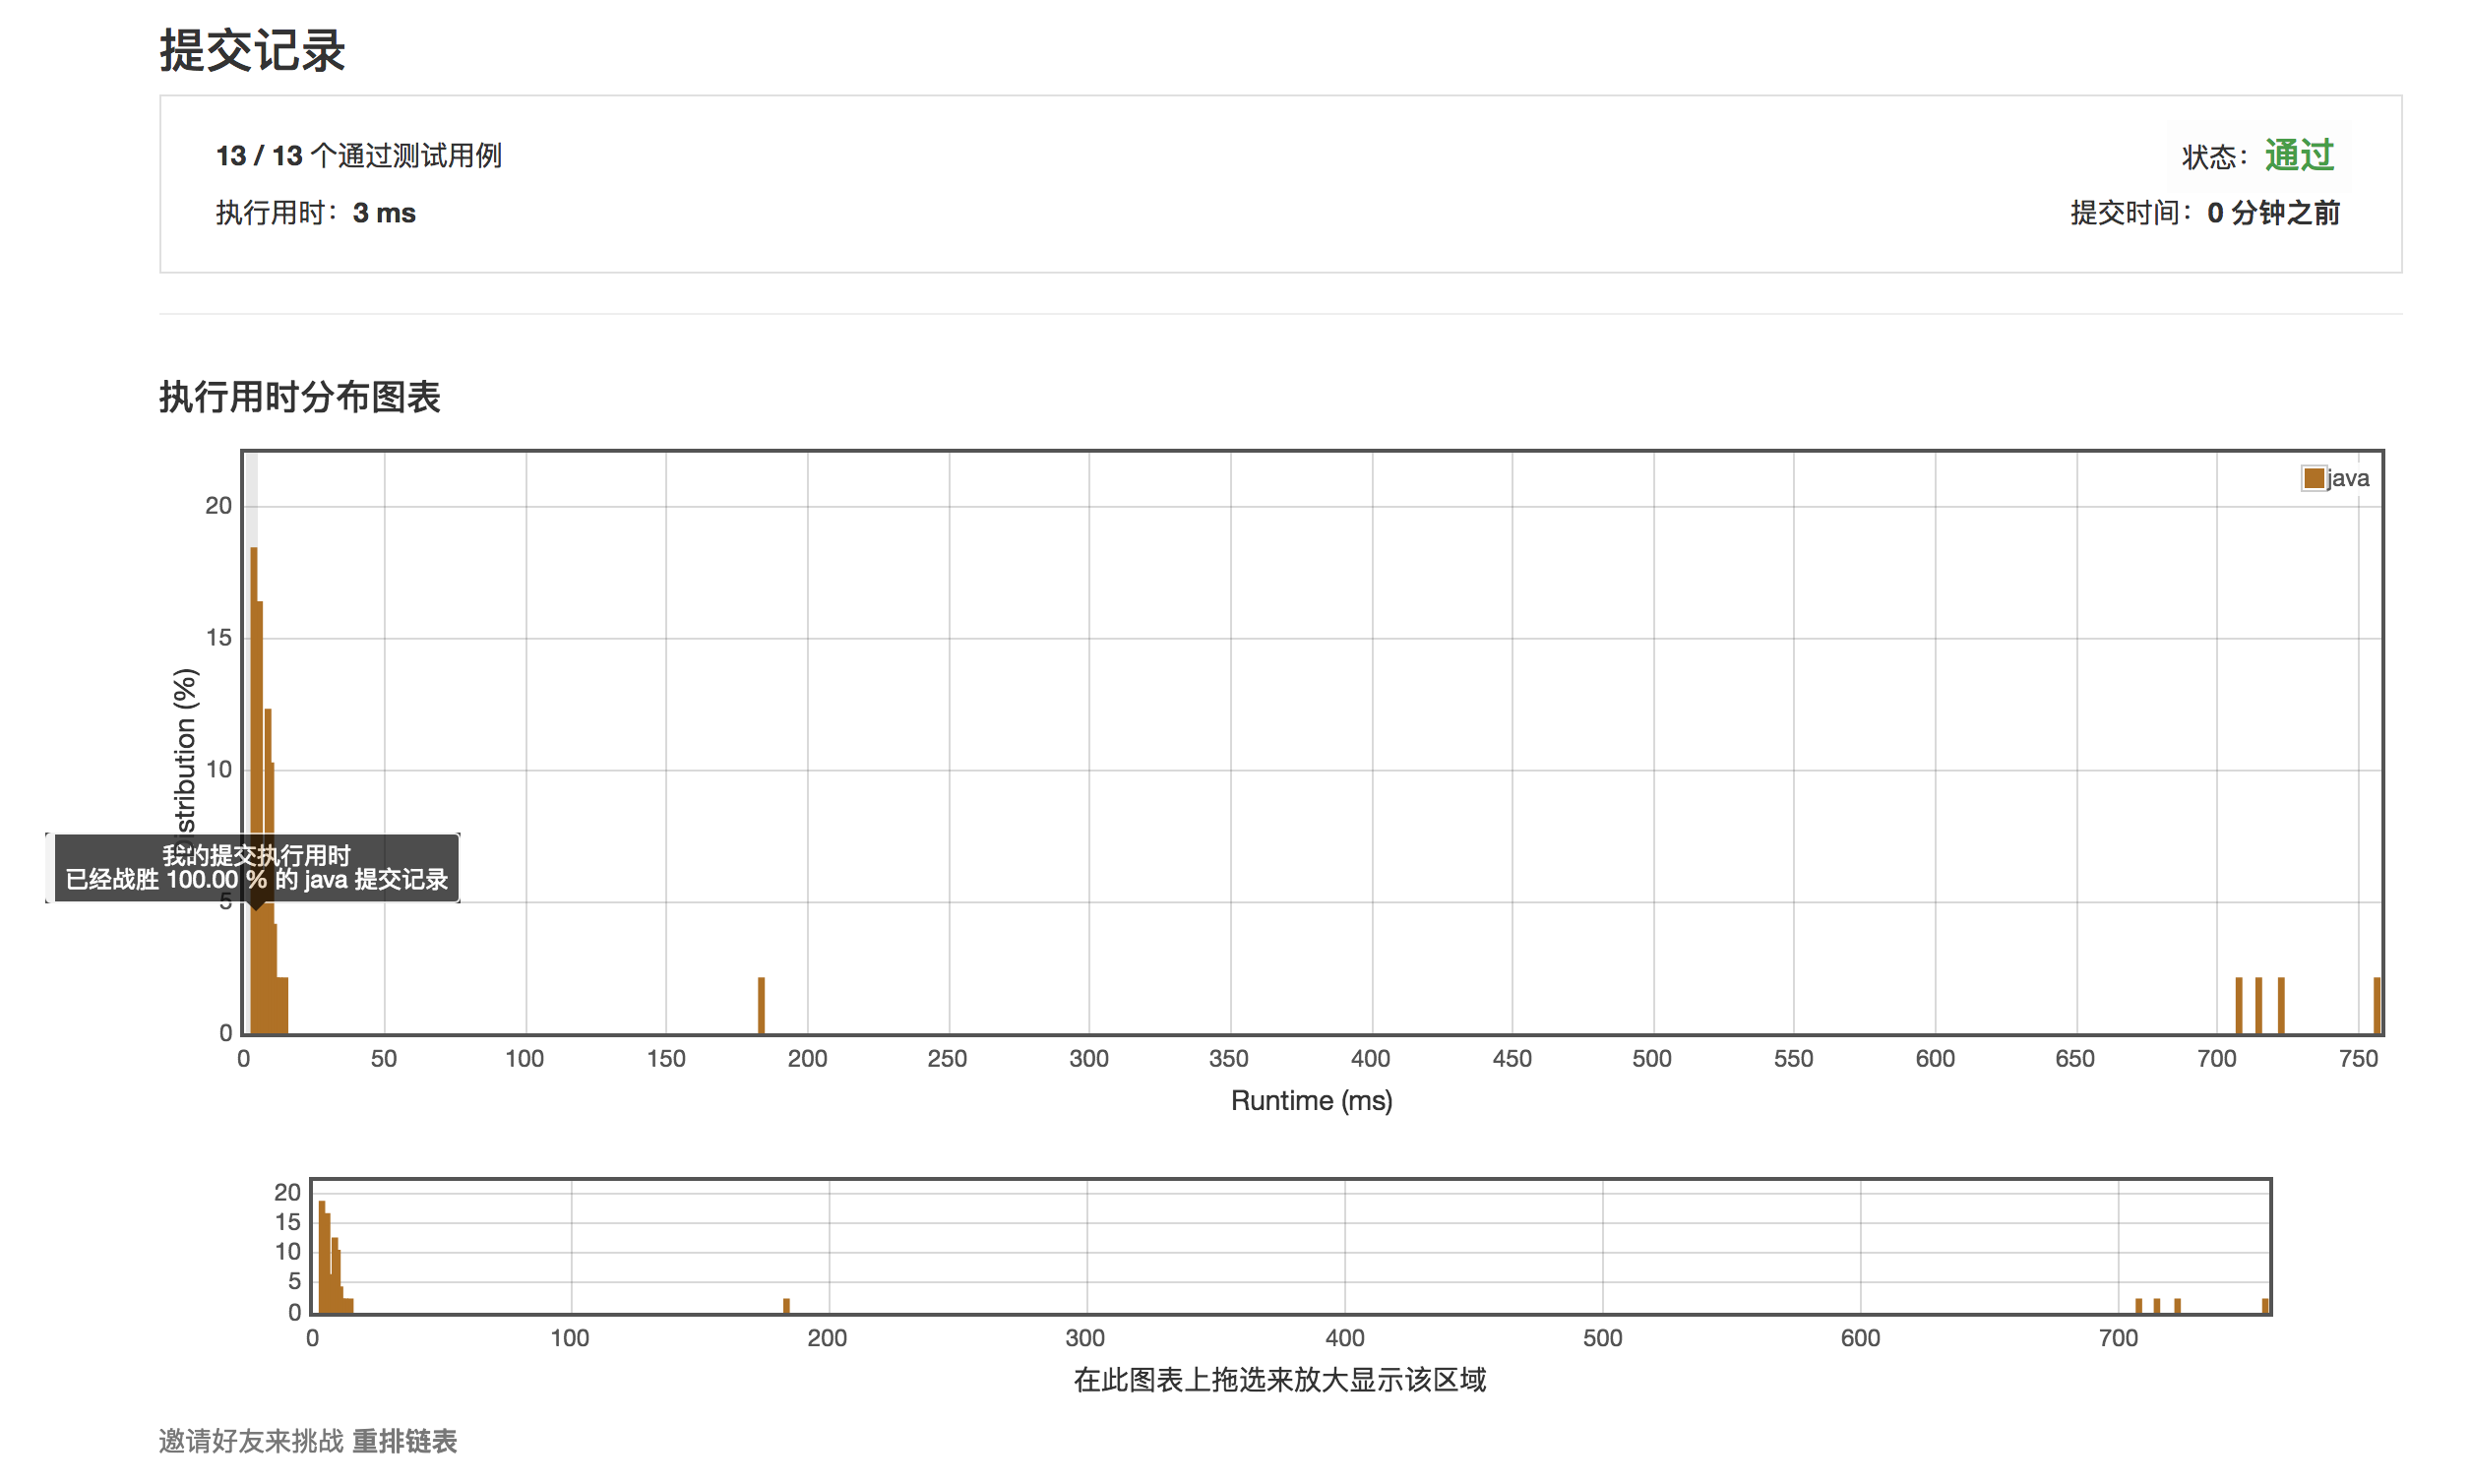 提交记录
13 / 13 个通过测试用例
状态：通过
执行用时：3 ms
提交时间：0 分钟之前
执行用时分布图表
java
20
15
10
5
0
Distribution (%)
我的提交执行用时
已经战胜 100.00 % 的 java 提交记录
0 50 100 150 200 250 300 350 400 450 500 550 600 650 700 750
Runtime (ms)
20
15
10
5
0
0 100 200 300 400 500 600 700
在此图表上拖选来放大显示该区域
邀请好友来挑战 重排链表